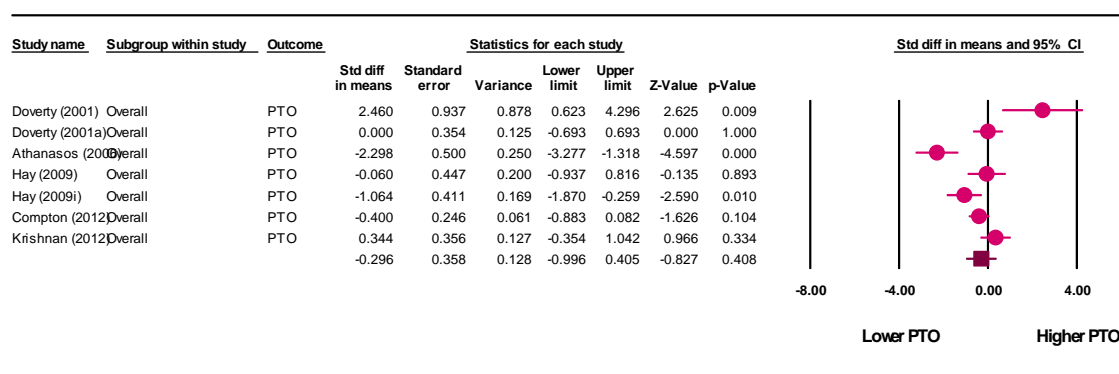 Study name Subgroup within study Outcome Statistics for each study Std diff in means and 95% CI
Std diff Standard Lower Upper
in means error Variance limit limit Z-Value p-Value
Doverty (2001) Overall PTO 2.460 0.937 0.878 0.623 4.296 2.625 0.009
Doverty (2001a) Overall PTO 0.000 0.354 0.125 -0.693 0.693 0.000 1.000
Athanasos (2006) Overall PTO -2.298 0.500 0.250 -3.277 -1.318 -4.597 0.000
Hay (2009) Overall PTO -0.060 0.447 0.200 -0.937 0.816 -0.135 0.893
Hay (2009i) Overall PTO -1.064 0.411 0.169 -1.870 -0.259 -2.590 0.010
Compton (2012) Overall PTO -0.400 0.246 0.061 -0.883 0.082 -1.626 0.104
Krishnan (2012) Overall PTO 0.344 0.356 0.127 -0.354 1.042 0.966 0.334
-0.296 0.358 0.128 -0.996 0.405 -0.827 0.408
-8.00 -4.00 0.00 4.00
Lower PTO Higher PTO